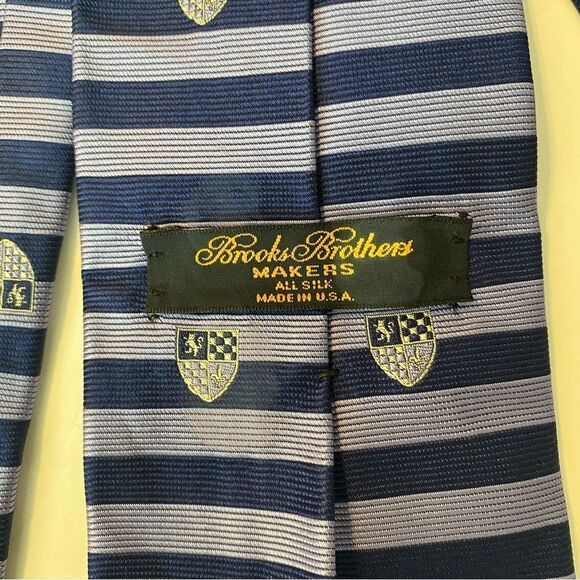 Brooks Brothers
MAKERS
ALL SILK
MADE IN U.S.A.